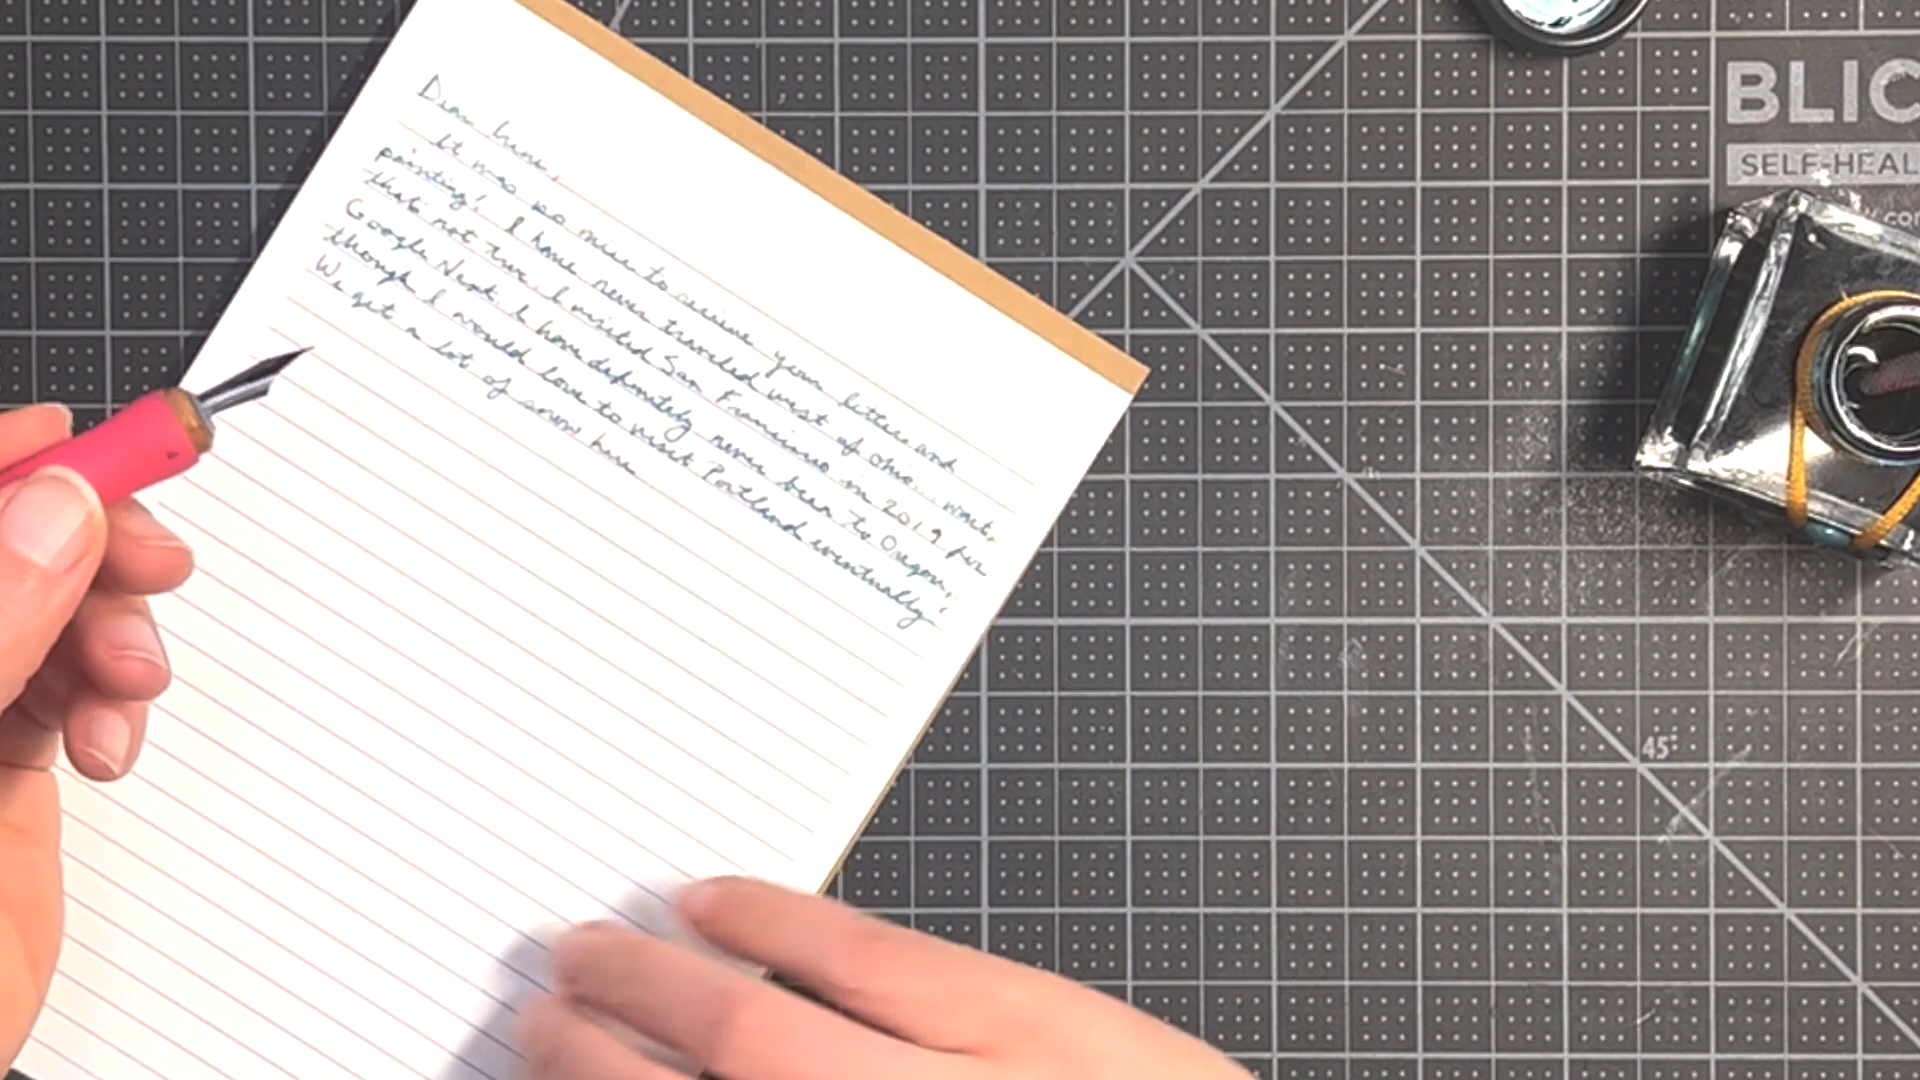 Dear
It was so nice to receive your letter and
painting! I have never traveled west of Ohio... wait,
that's not true, I visited San Francisco in 2019 for
Google Next. I have definitely never been to Oregon,
though I would love to visit Portland eventually!
We get a lot of snow here
BLIC
SELF-HEAL
45°